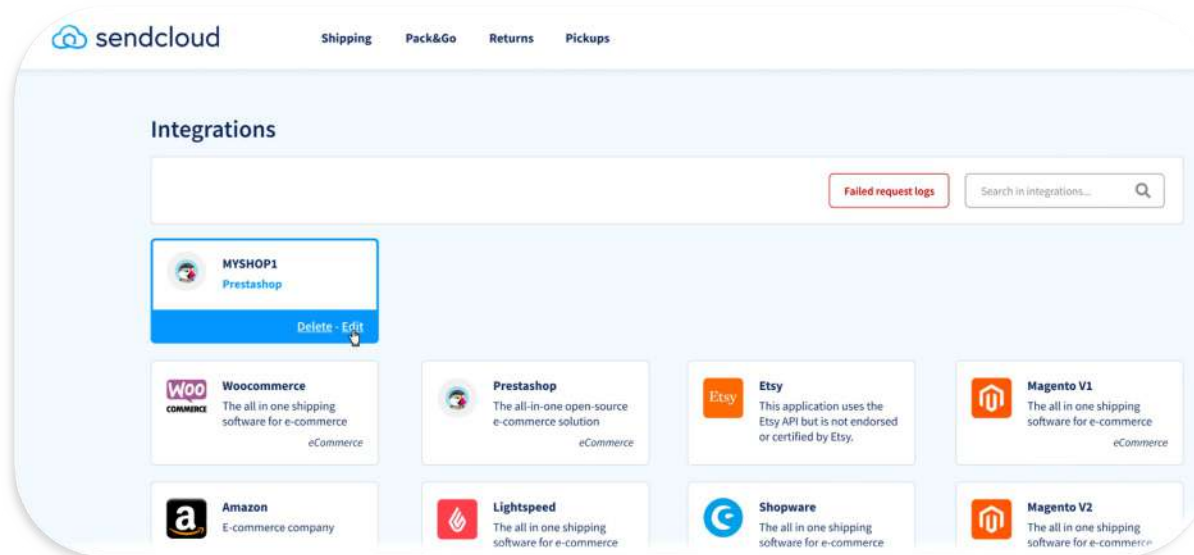 sendcloud
Shipping
Pack&Go
Returns
Pickups
Integrations
Failed request logs
Search in integrations...
MYSHOP1
Prestashop
Delete - Edit
WOO
COMMERCE
Woocommerce
The all in one shipping
software for e-commerce
eCommerce
Prestashop
The all-in-one open-source
e-commerce solution
eCommerce
Etsy
Etsy
This application uses the
Etsy API but is not endorsed
or certified by Etsy.
Magento V1
The all in one shipping
software for e-commerce
eCommerce
a
Amazon
E-commerce company
Lightspeed
The all in one shipping
software for e-commerce
Shopware
The all in one shipping
software for e-commerce
Magento V2
The all in one shipping
software for e-commerce